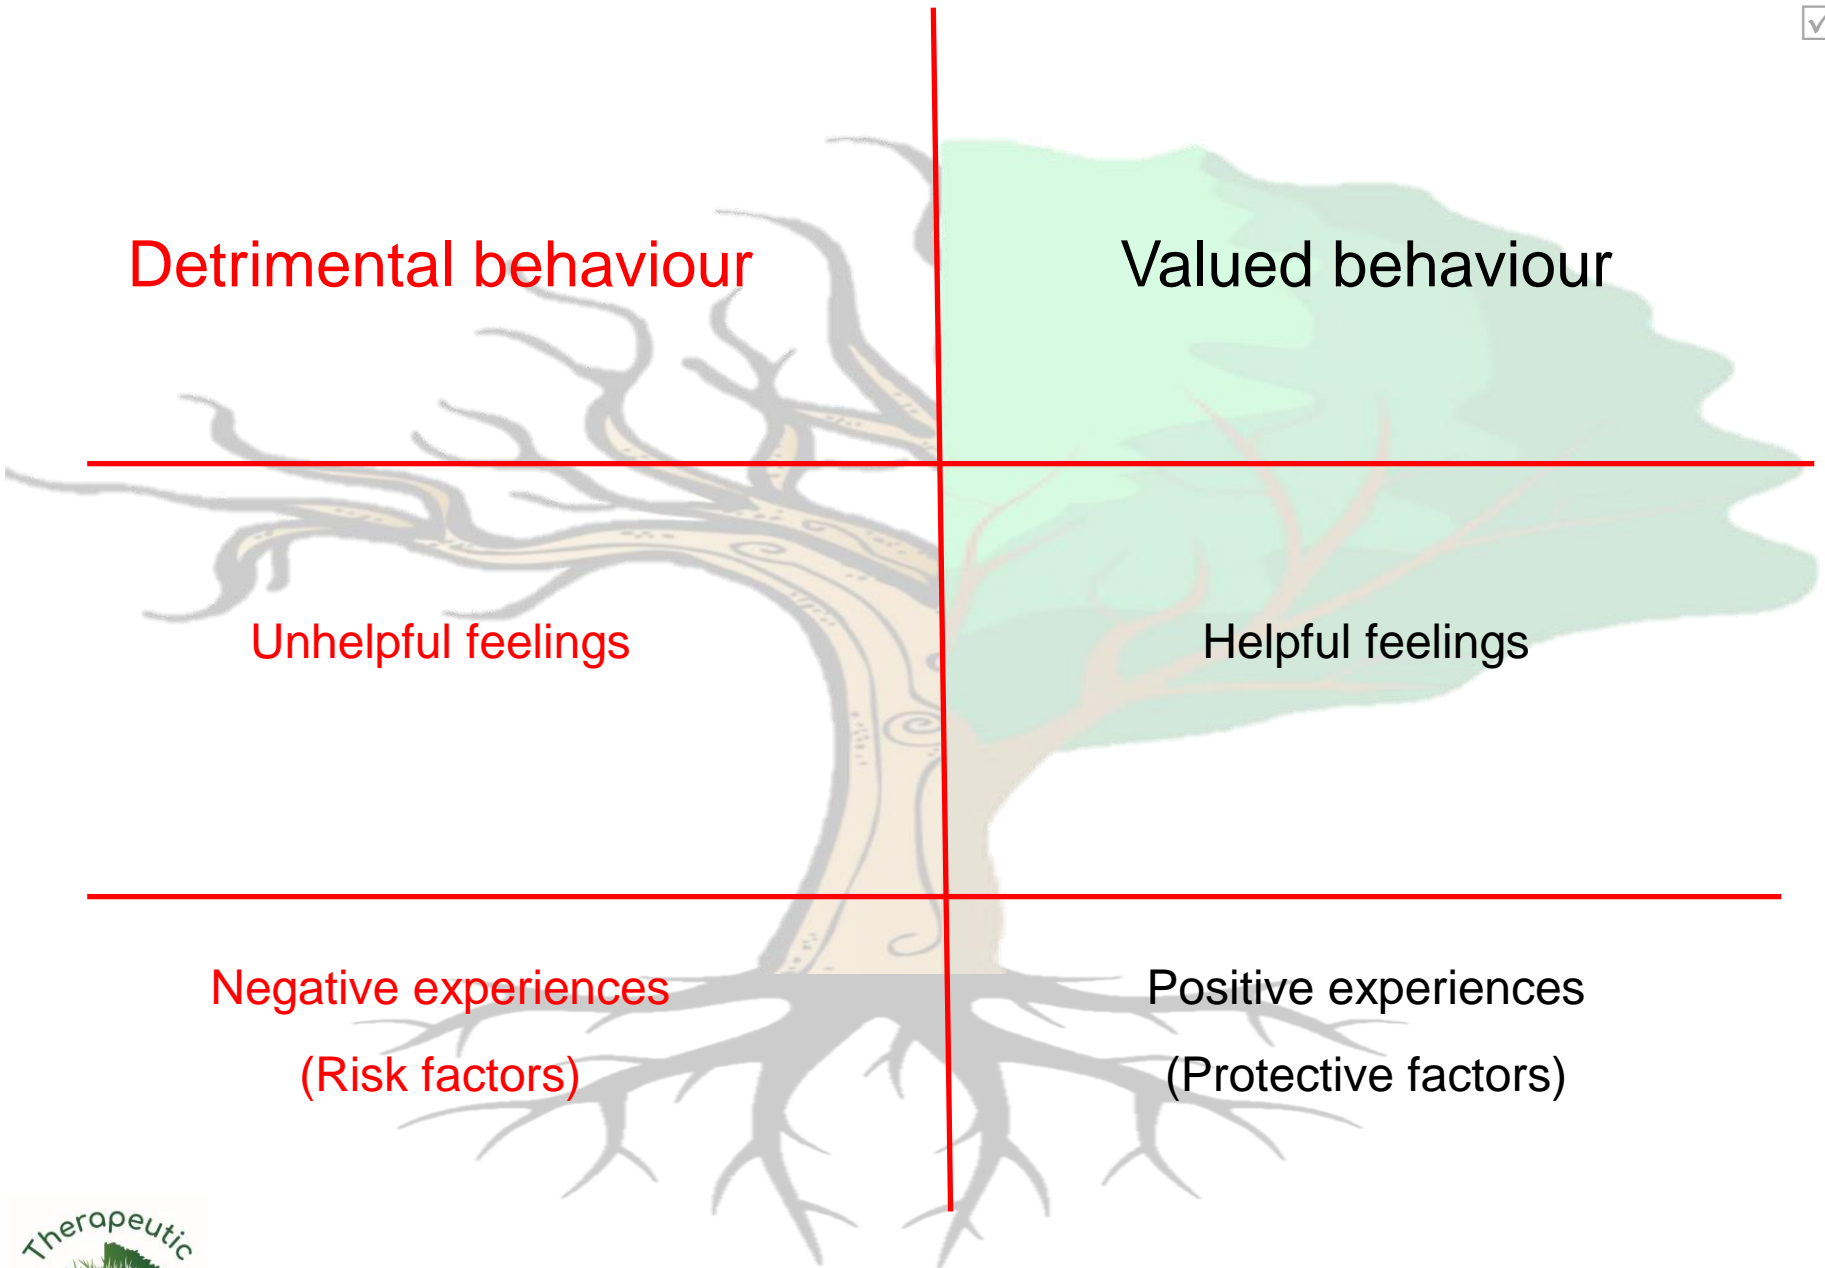 Detrimental behaviour
Valued behaviour
Unhelpful feelings
Helpful feelings
Negative experiences
(Risk factors)
Positive experiences
(Protective factors)
Therapeutic